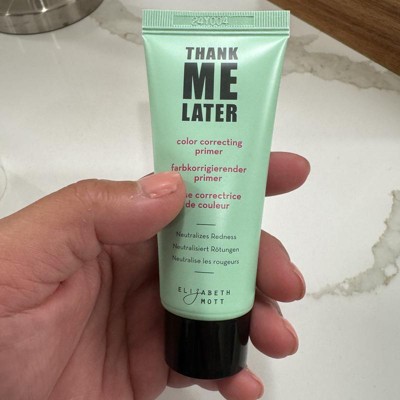 THANK
ME
LATER
color correcting
primer
farbkorrigierender
primer
correctrice
de couleur
Neutralizes Redness
Neutralisiert Rötungen
Neutralise les rougeurs
ELIZABETH
MOTT